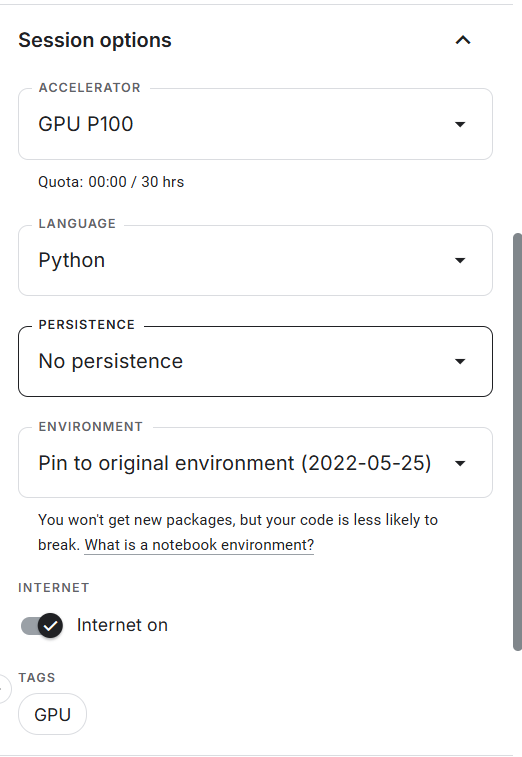 Session options
ACCELERATOR
GPU P100
Quota: 00:00 / 30 hrs
LANGUAGE
Python
PERSISTENCE
No persistence
ENVIRONMENT
Pin to original environment (2022-05-25)
You won't get new packages, but your code is less likely to
break. What is a notebook environment?
INTERNET
Internet on
TAGS
GPU